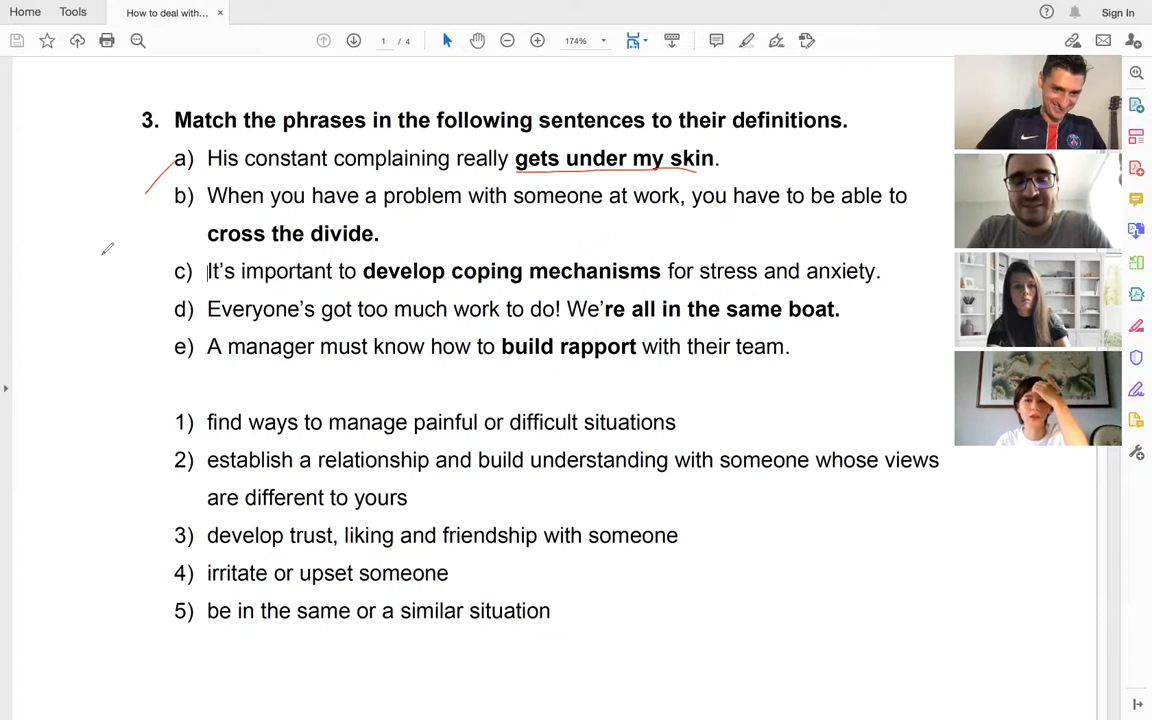 Home Tools How to deal with... × Sign In
1 / 4 174%
3. Match the phrases in the following sentences to their definitions.
a) His constant complaining really gets under my skin.
b) When you have a problem with someone at work, you have to be able to
cross the divide.
c) It’s important to develop coping mechanisms for stress and anxiety.
d) Everyone’s got too much work to do! We’re all in the same boat.
e) A manager must know how to build rapport with their team.
1) find ways to manage painful or difficult situations
2) establish a relationship and build understanding with someone whose views
are different to yours
3) develop trust, liking and friendship with someone
4) irritate or upset someone
5) be in the same or a similar situation